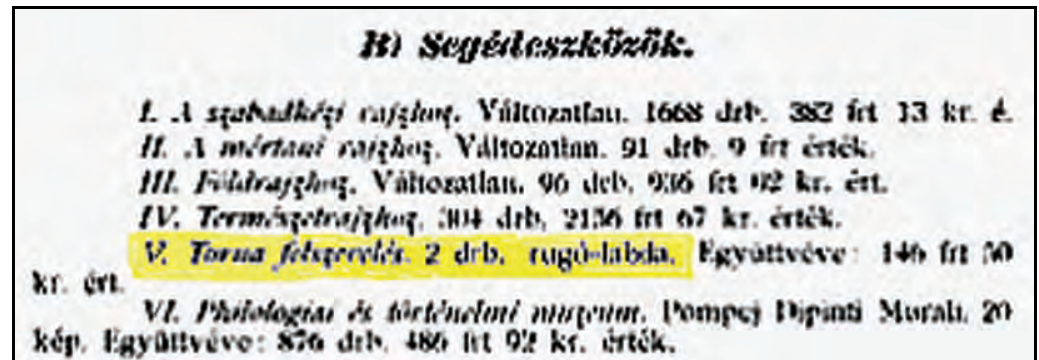 B) Segédeszközök.
I. A szabadkézi rajzhoz. Változatlan. 1668 drb. 382 frt 13 kr. é.
II. A mértani rajzhoz. Változatlan. 91 drb. 9 frt érték.
III. Földrajzhoz. Változatlan. 96 drb. 936 frt 02 kr. ért.
IV. Természetrajzhoz. 304 drb. 2136 frt 67 kr. érték.
V. Torna felszerelés. 2 drb. rugó-labda. Együttvéve: 146 frt 50
kr. ért.
VI. Philologiai és történelmi muzeum. Pompej Dipinti Murali. 20
kép. Együttvéve: 876 drb. 486 frt 92 kr. érték.